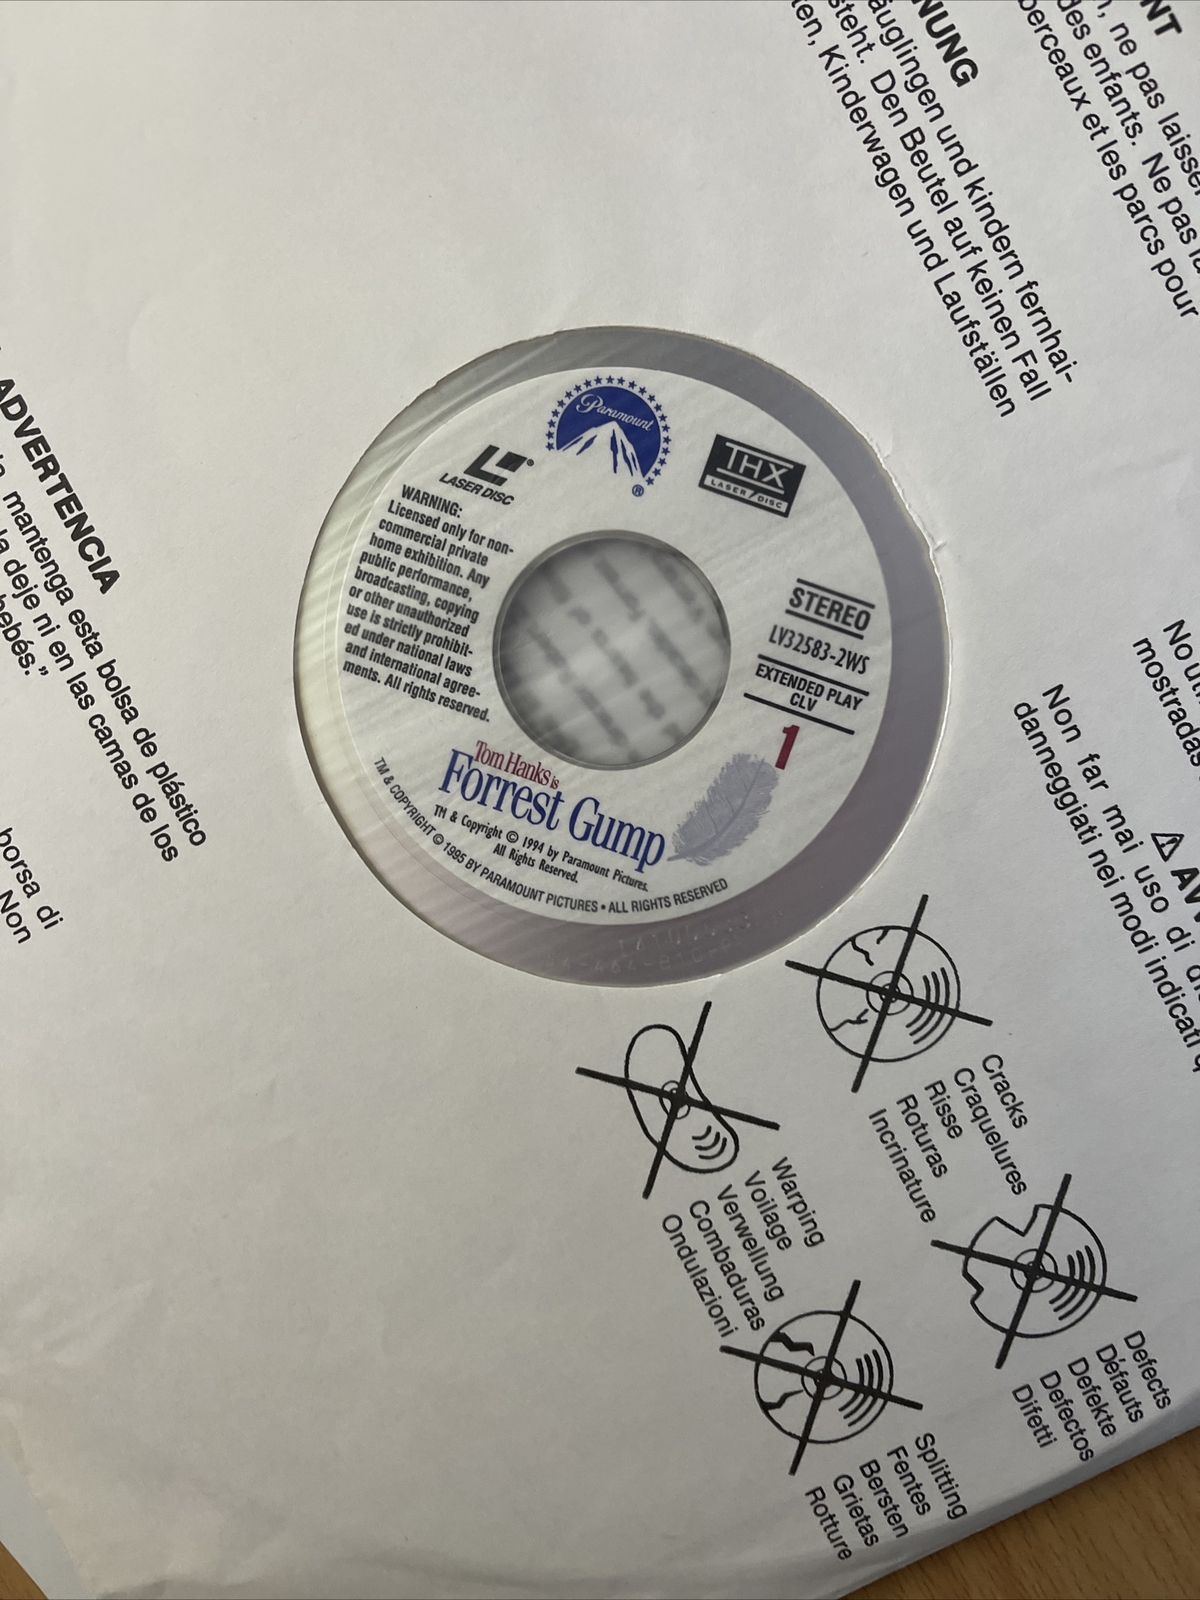 NT
, ne pas laisser
des enfants. Ne pas
berceaux et les parcs pour
NUNG
äuglingen und kindern fernhal-
steht. Den Beutel auf keinen Fall
ten, Kinderwagen und Laufställen
ADVERTENCIA
mantenga esta bolsa de plástico
la deje ni en las camas de los
bebés."
borsa di
Non
Paramount
®
LASER DISC
®
THX
LASER DISC
WARNING:
Licensed only for non-
commercial private
home exhibition. Any
public performance,
broadcasting, copying
or other unauthorized
use is strictly prohibit-
ed under national laws
and international agree-
ments. All rights reserved.
STEREO
LV32583-2WS
EXTENDED PLAY
CLV
1
Tom Hanks is
Forrest Gump
TM & Copyright © 1994 by Paramount Pictures.
All Rights Reserved.
TM & COPYRIGHT © 1995 BY PARAMOUNT PICTURES • ALL RIGHTS RESERVED
mostradas
⚠ AV
Non far mai uso di
danneggiati nei modi indicati
Cracks
Craquelures
Risse
Roturas
Incrinature
Warping
Voilage
Verwellung
Combaduras
Ondulazioni
Defects
Défauts
Defekte
Defectos
Difetti
Splitting
Fentes
Bersten
Grietas
Rotture